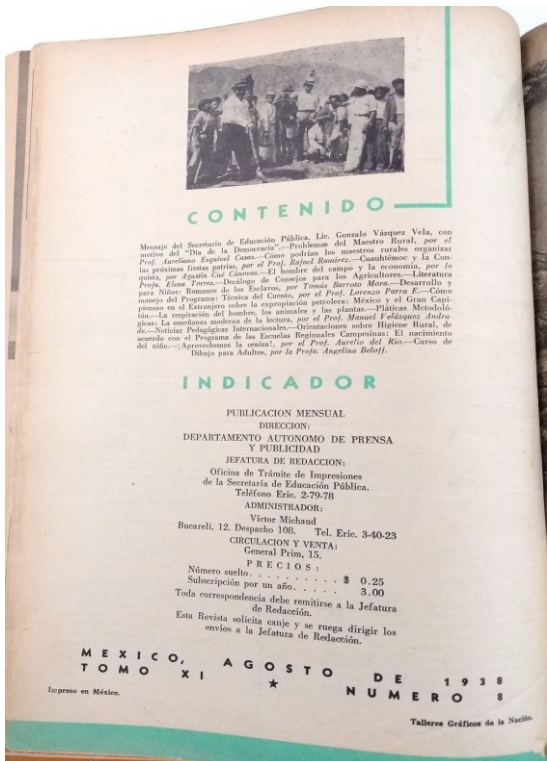 CONTENIDO
Mensaje del Secretario de Educación Pública, Lic. Gonzalo Vázquez Vela, con
motivo del "Día de la Democracia".—Problemas del Maestro Rural, por el
Prof. Aureliano Esquivel Casas.—Cómo podrían los maestros rurales organizar
las próximas fiestas patrias, por el Prof. Rafael Ramírez.—Cuauhtémoc y la Con-
quista, por Agustín Cué Cánovas.—El hombre del campo y la economía, por la
Profa. Elena Torres.—Decálogo de Consejos para los Agricultores.—Literatura
para Niños: Romance de los Esclavos, por Tomás Barroto Mora.—Desarrollo y
manejo del Programa: Técnica del Cuento, por el Prof. Lorenzo Parra E.—Cómo
piensan en el Extranjero sobre la expropiación petrolera: México y el Gran Capi-
tán.—La respiración del hombre, los animales y las plantas.—Pláticas Metodoló-
gicas: La enseñanza moderna de la lectura, por el Prof. Manuel Velásquez Andra-
de.—Noticias Pedagógicas Internacionales.—Orientaciones sobre Higiene Rural, de
acuerdo con el Programa de las Escuelas Regionales Campesinas: El nacimiento
del niño.—¡Aprovechemos la ceniza!, por el Prof. Aurelio del Río.—Curso de
Dibujo para Adultos, por la Profa. Angelina Beloff.
INDICADOR
PUBLICACION MENSUAL
DIRECCION:
DEPARTAMENTO AUTONOMO DE PRENSA
Y PUBLICIDAD
JEFATURA DE REDACCION:
Oficina de Trámite de Impresiones
de la Secretaría de Educación Pública.
Teléfono Eric. 2-79-78
ADMINISTRADOR:
Víctor Michaud
Bucareli, 12. Despacho 108. Tel. Eric. 3-40-23
CIRCULACION Y VENTA:
General Prim, 15.
PRECIOS:
Número suelto. . . . . . . . . . $ 0.25
Subscripción por un año. . . . . 3.00
Toda correspondencia debe remitirse a la Jefatura
de Redacción.
Esta Revista solicita canje y se ruega dirigir los
envíos a la Jefatura de Redacción.
MEXICO, AGOSTO DE 1938
TOMO XI ★ NUMERO 8
Impreso en México.
Talleres Gráficos de la Nación.